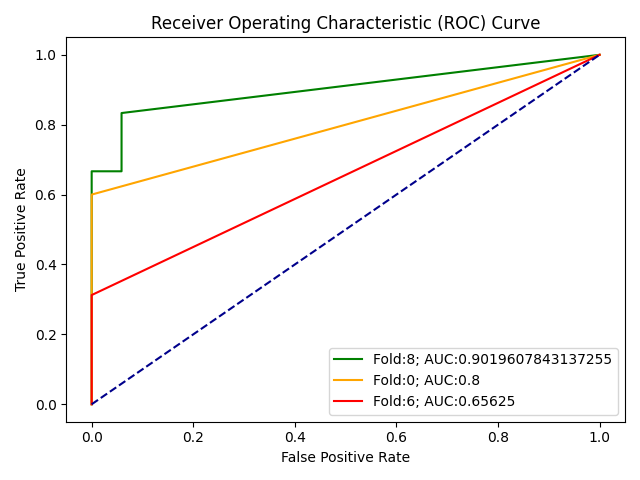 Receiver Operating Characteristic (ROC) Curve
1.0
0.8
0.6
0.4
0.2
0.0
True Positive Rate
Fold:8; AUC:0.9019607843137255
Fold:0; AUC:0.8
Fold:6; AUC:0.65625
0.0 0.2 0.4 0.6 0.8 1.0
False Positive Rate